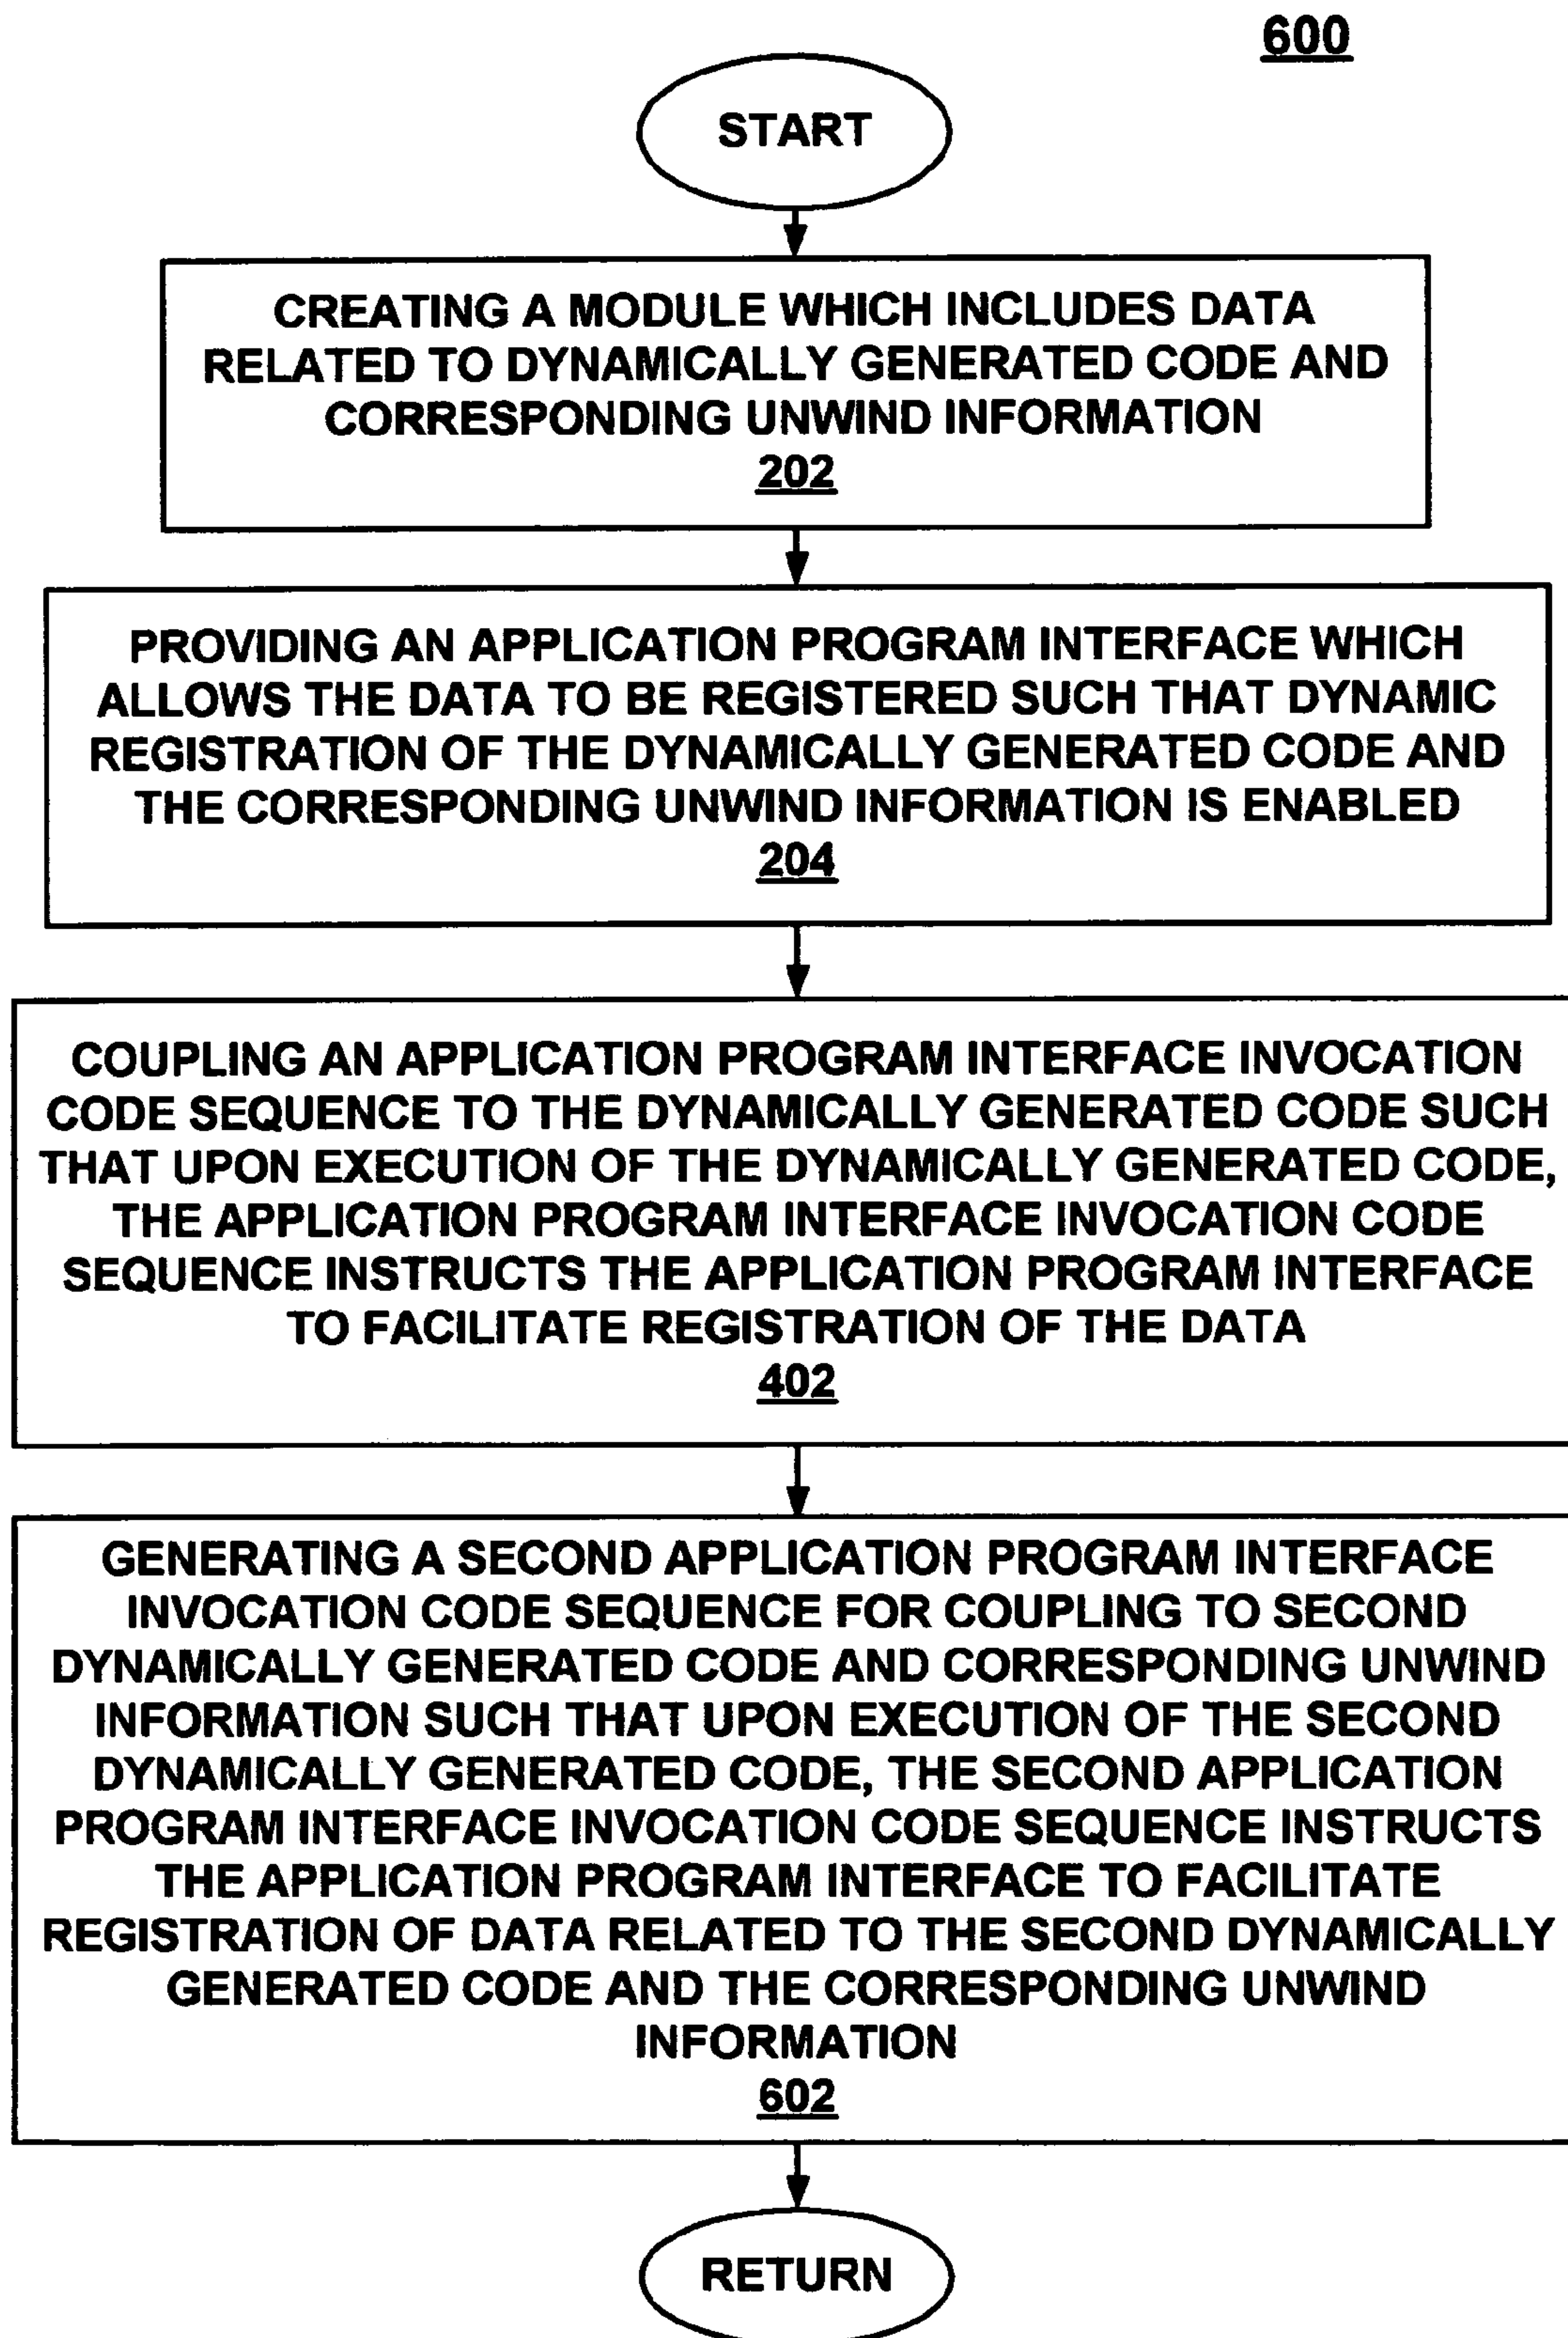 600
START
CREATING A MODULE WHICH INCLUDES DATA
RELATED TO DYNAMICALLY GENERATED CODE AND
CORRESPONDING UNWIND INFORMATION
202
PROVIDING AN APPLICATION PROGRAM INTERFACE WHICH
ALLOWS THE DATA TO BE REGISTERED SUCH THAT DYNAMIC
REGISTRATION OF THE DYNAMICALLY GENERATED CODE AND
THE CORRESPONDING UNWIND INFORMATION IS ENABLED
204
COUPLING AN APPLICATION PROGRAM INTERFACE INVOCATION
CODE SEQUENCE TO THE DYNAMICALLY GENERATED CODE SUCH
THAT UPON EXECUTION OF THE DYNAMICALLY GENERATED CODE,
THE APPLICATION PROGRAM INTERFACE INVOCATION CODE
SEQUENCE INSTRUCTS THE APPLICATION PROGRAM INTERFACE
TO FACILITATE REGISTRATION OF THE DATA
402
GENERATING A SECOND APPLICATION PROGRAM INTERFACE
INVOCATION CODE SEQUENCE FOR COUPLING TO SECOND
DYNAMICALLY GENERATED CODE AND CORRESPONDING UNWIND
INFORMATION SUCH THAT UPON EXECUTION OF THE SECOND
DYNAMICALLY GENERATED CODE, THE SECOND APPLICATION
PROGRAM INTERFACE INVOCATION CODE SEQUENCE INSTRUCTS
THE APPLICATION PROGRAM INTERFACE TO FACILITATE
REGISTRATION OF DATA RELATED TO THE SECOND DYNAMICALLY
GENERATED CODE AND THE CORRESPONDING UNWIND
INFORMATION
602
RETURN